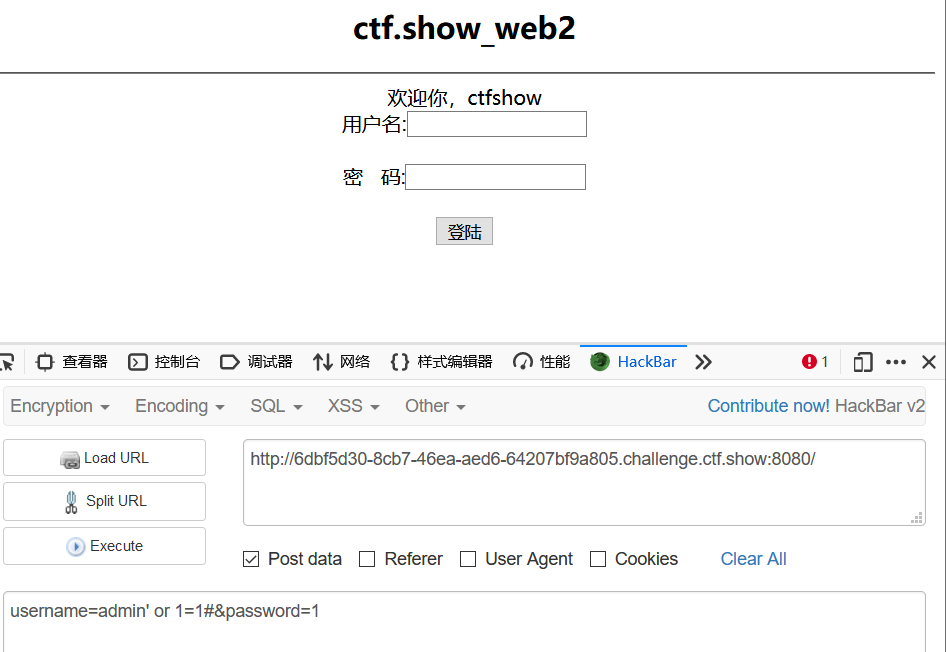 ctf.show_web2
欢迎你，ctfshow
用户名:
密 码:
登陆
查看器 控制台 调试器 网络 {} 样式编辑器 性能 HackBar 1
Encryption Encoding SQL XSS Other Contribute now! HackBar v2
Load URL http://6dbf5d30-8cb7-46ea-aed6-64207bf9a805.challenge.ctf.show:8080/
Split URL
Execute
Post data Referer User Agent Cookies Clear All
username=admin' or 1=1#&password=1